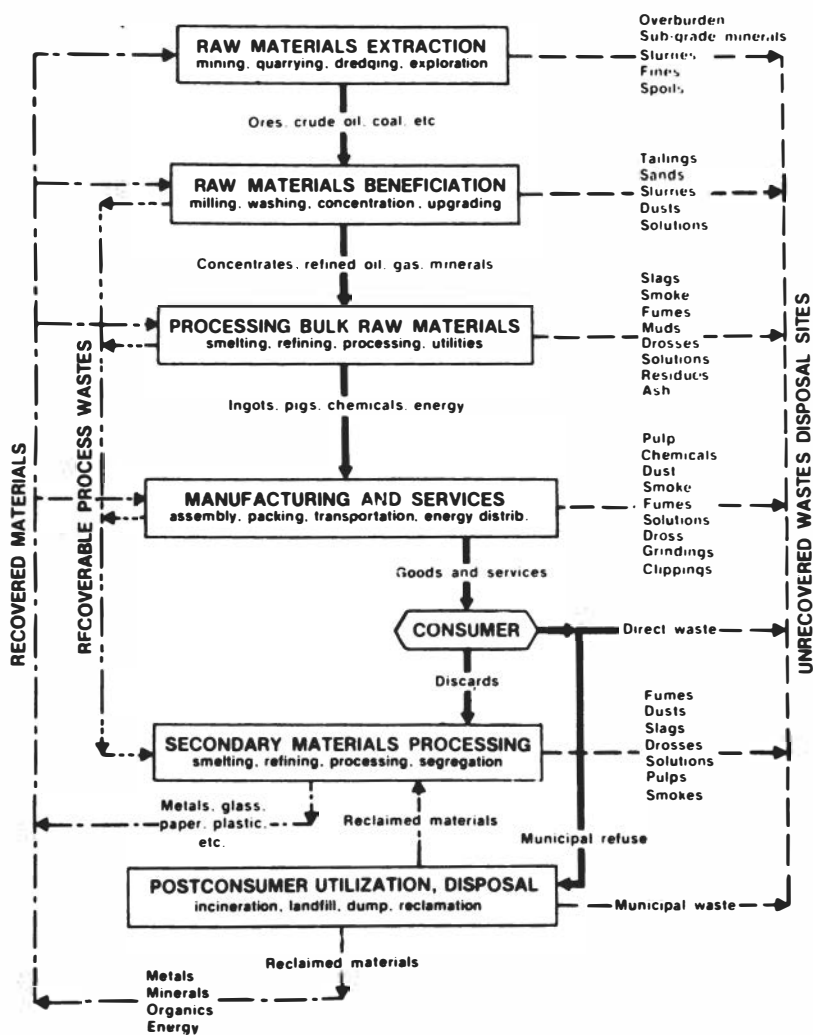 RAW MATERIALS EXTRACTION
mining, quarrying, dredging, exploration
Overburden
Sub-grade minerals
Slurries
Fines
Spoils
Ores, crude oil, coal, etc
RAW MATERIALS BENEFICIATION
milling, washing, concentration, upgrading
Tailings
Sands
Slurries
Dusts
Solutions
Concentrates, refined oil, gas, minerals
PROCESSING BULK RAW MATERIALS
smelting, refining, processing, utilities
Slags
Smoke
Fumes
Muds
Drosses
Solutions
Residues
Ash
Ingots, pigs, chemicals, energy
MANUFACTURING AND SERVICES
assembly, packing, transportation, energy distrib.
Pulp
Chemicals
Dust
Smoke
Fumes
Solutions
Dross
Grindings
Clippings
Goods and services
CONSUMER
Direct waste
Discards
SECONDARY MATERIALS PROCESSING
smelting, refining, processing, segregation
Fumes
Dusts
Slags
Drosses
Solutions
Pulps
Smokes
Metals, glass,
paper, plastic,
etc.
Reclaimed materials
Municipal refuse
POSTCONSUMER UTILIZATION, DISPOSAL
incineration, landfill, dump, reclamation
Municipal waste
Reclaimed materials
Metals
Minerals
Organics
Energy
RECOVERED MATERIALS
RECOVERABLE PROCESS WASTES
UNRECOVERED WASTES DISPOSAL SITES